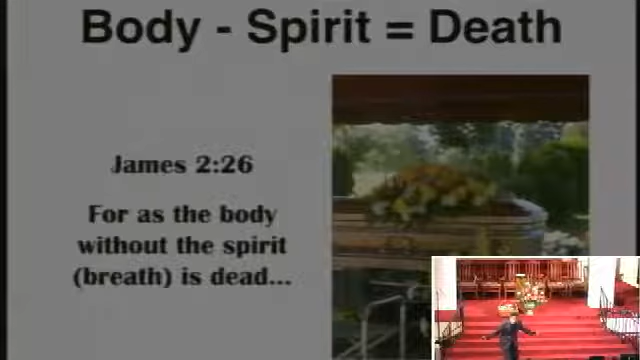 Body - Spirit = Death
James 2:26
For as the body
without the spirit
(breath) is dead...